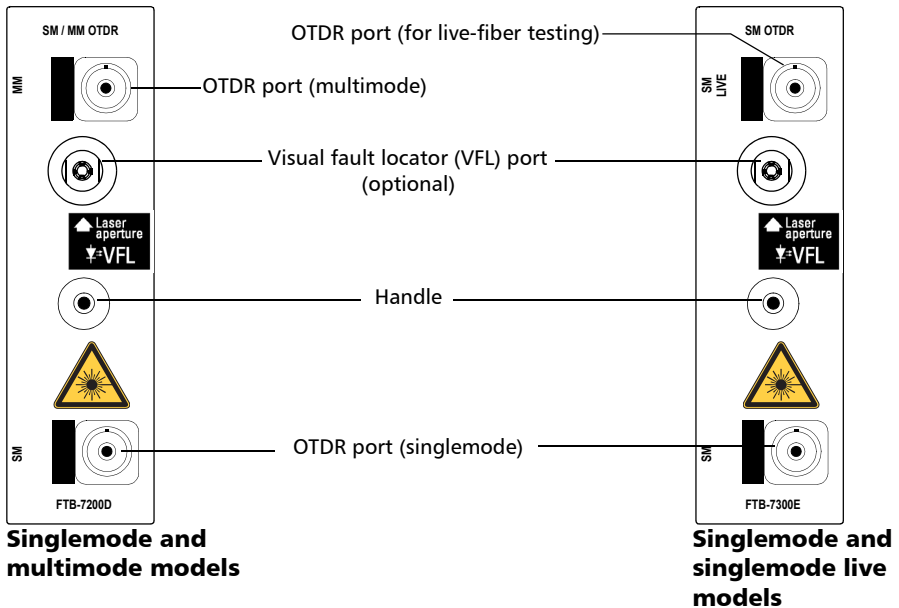 SM / MM OTDR
MM
OTDR port (for live-fiber testing)
SM OTDR
SM
LIVE
OTDR port (multimode)
Visual fault locator (VFL) port
(optional)
Laser
aperture
VFL
Laser
aperture
VFL
Handle
SM
OTDR port (singlemode)
SM
FTB-7200D
FTB-7300E
Singlemode and
multimode models
Singlemode and
singlemode live
models